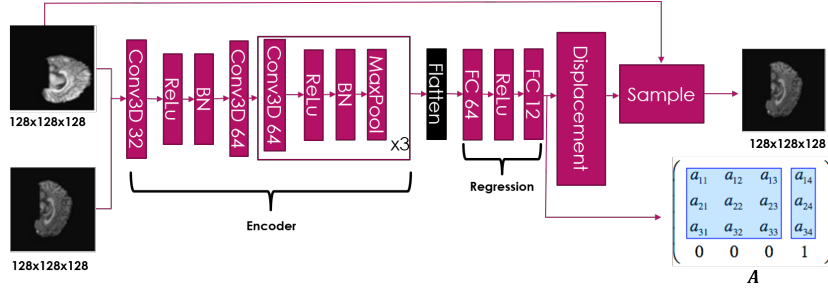 128x128x128
128x128x128
Conv3D 32
ReLu
BN
Conv3D 64
Conv3D 64
ReLu
BN
MaxPool
x3
Encoder
Flatten
FC 64
ReLu
FC 12
Regression
Displacement
Sample
128x128x128
a11 a12 a13 a14
a21 a22 a23 a24
a31 a32 a33 a34
0 0 0 1
A